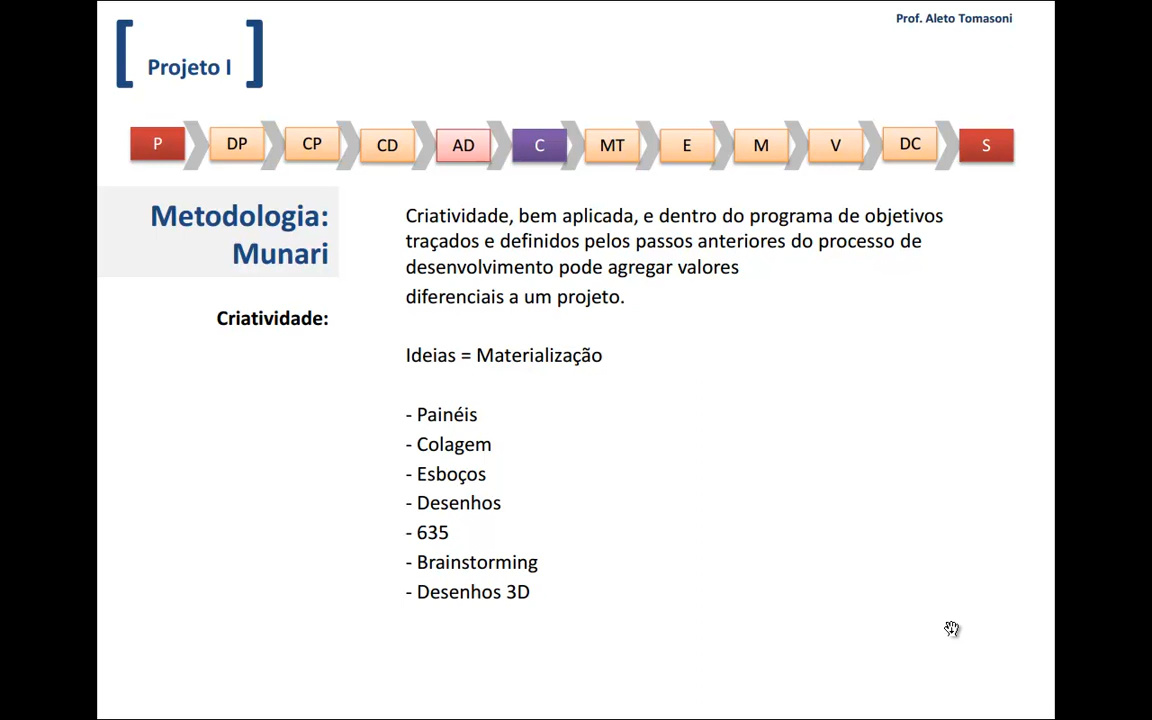 Prof. Aleto Tomasoni
[ Projeto I ]
P DP CP CD AD C MT E M V DC S
Metodologia:
Munari
Criatividade:
Criatividade, bem aplicada, e dentro do programa de objetivos
traçados e definidos pelos passos anteriores do processo de
desenvolvimento pode agregar valores
diferenciais a um projeto.
Ideias = Materialização
- Painéis
- Colagem
- Esboços
- Desenhos
- 635
- Brainstorming
- Desenhos 3D